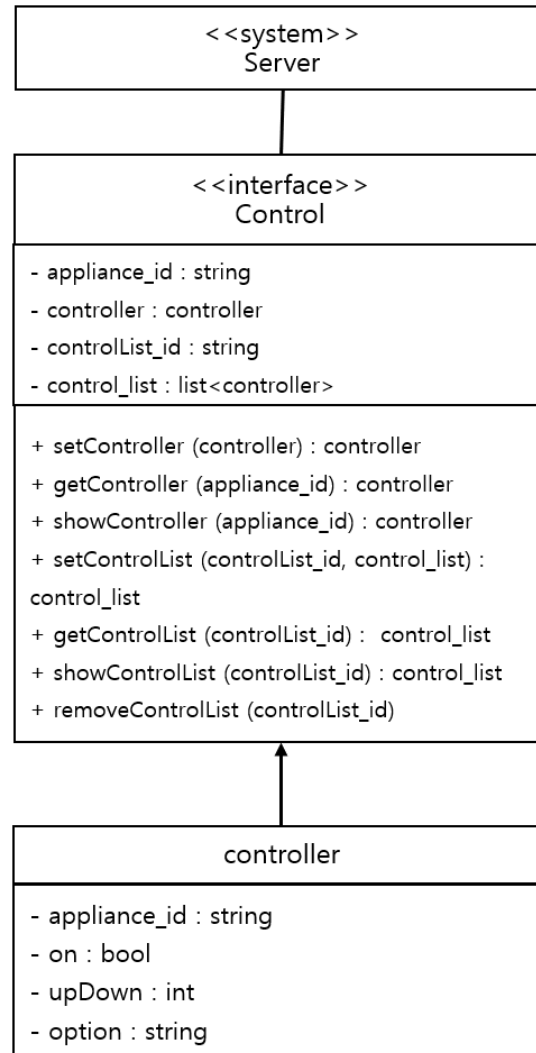 <<system>>
Server
<<interface>>
Control
- appliance_id : string
- controller : controller
- controlList_id : string
- control_list : list<controller>
+ setController (controller) : controller
+ getController (appliance_id) : controller
+ showController (appliance_id) : controller
+ setControlList (controlList_id, control_list) :
control_list
+ getControlList (controlList_id) :  control_list
+ showControlList (controlList_id) : control_list
+ removeControlList (controlList_id)
controller
- appliance_id : string
- on : bool
- upDown : int
- option : string